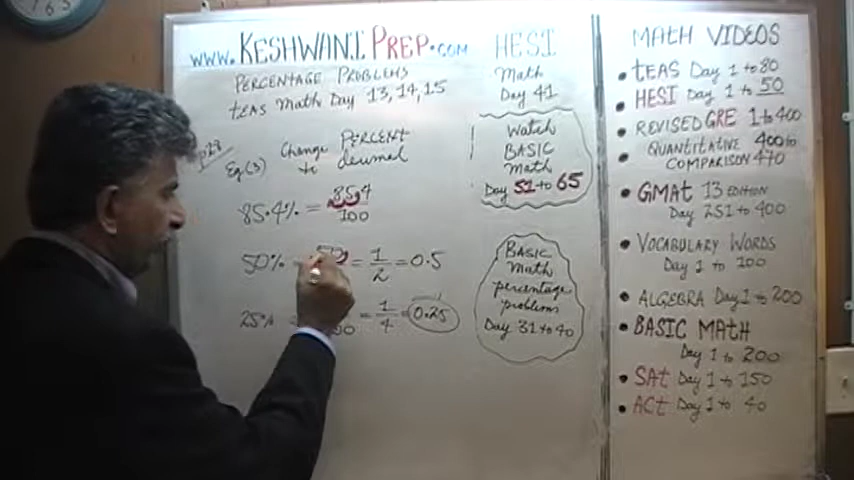 www.KESHWANIPREP.com
PERCENTAGE PROBLEMS
TEAS Math Day 13, 14, 15
P28
Eg(3) Change PERCENT
to decimal
85.4% = 85.4
100
50% = 50 = 1 = 0.5
2
25% = = 1 = 0.25
100 4
HESI
Math
Day 41
Watch
BASIC
Math
Day 51 to 65
BASIC
Math
percentage
problems
Day 31 to 40
MATH VIDEOS
• TEAS Day 1 to 80
• HESI Day 1 to 50
• REVISED GRE 1 to 400
• QUANTITATIVE 400 to
COMPARISON 470
• GMAT 13 EDITION
Day 251 to 400
• VOCABULARY WORDS
Day 1 to 100
• ALGEBRA Day 1 to 200
• BASIC MATH
Day 1 to 200
• SAT Day 1 to 150
• ACT Day 1 to 40